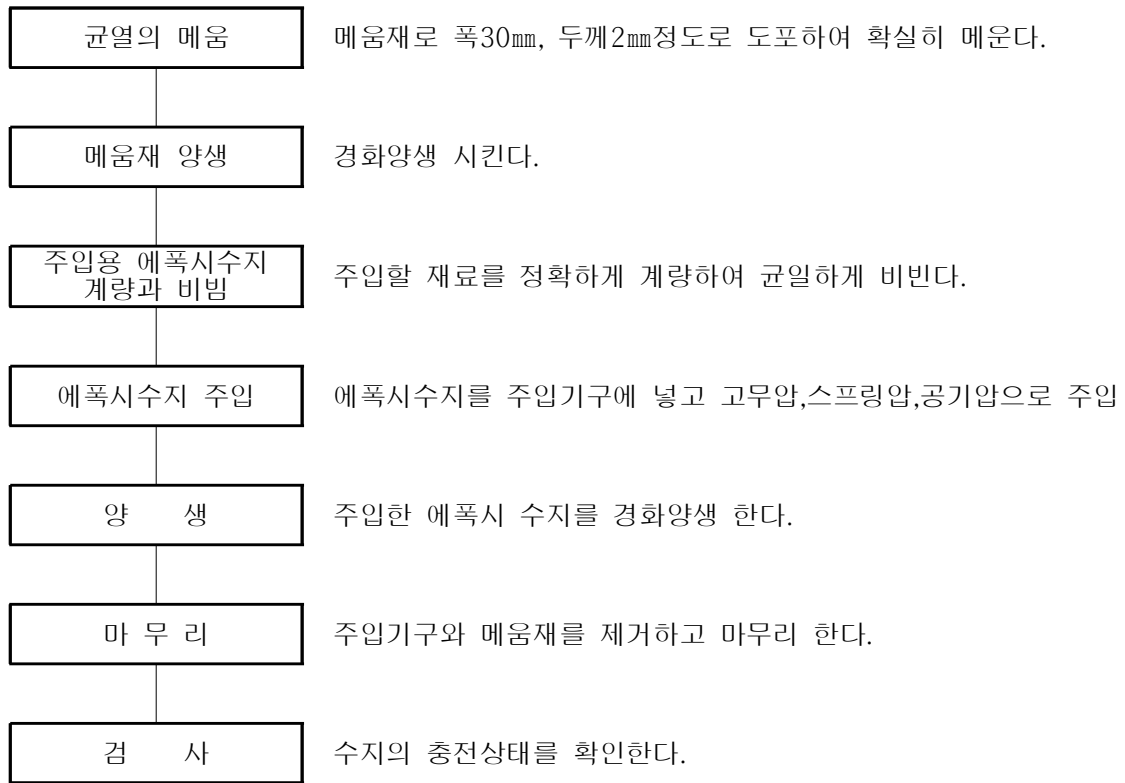 균열의 메움
메움재로 폭30㎜, 두께2㎜정도로 도포하여 확실히 메운다.
메움재 양생
경화양생 시킨다.
주입용 에폭시수지
계량과 비빔
주입할 재료를 정확하게 계량하여 균일하게 비빈다.
에폭시수지 주입
에폭시수지를 주입기구에 넣고 고무압,스프링압,공기압으로 주입
양 생
주입한 에폭시 수지를 경화양생 한다.
마 무 리
주입기구와 메움재를 제거하고 마무리 한다.
검 사
수지의 충전상태를 확인한다.